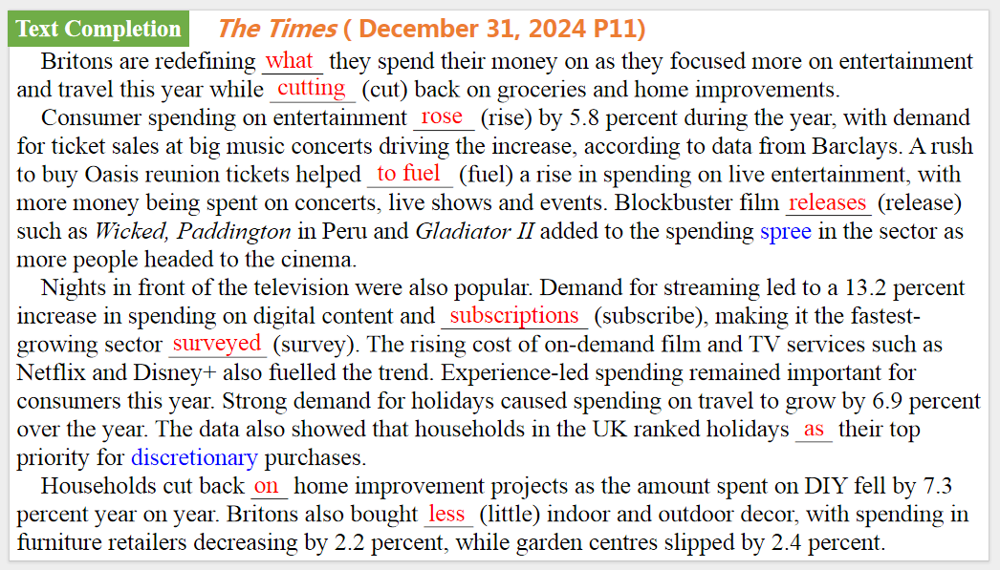 Text Completion The Times ( December 31, 2024 P11)
Britons are redefining what they spend their money on as they focused more on entertainment
and travel this year while cutting (cut) back on groceries and home improvements.
Consumer spending on entertainment rose (rise) by 5.8 percent during the year, with demand
for ticket sales at big music concerts driving the increase, according to data from Barclays. A rush
to buy Oasis reunion tickets helped to fuel (fuel) a rise in spending on live entertainment, with
more money being spent on concerts, live shows and events. Blockbuster film releases (release)
such as Wicked, Paddington in Peru and Gladiator II added to the spending spree in the sector as
more people headed to the cinema.
Nights in front of the television were also popular. Demand for streaming led to a 13.2 percent
increase in spending on digital content and subscriptions (subscribe), making it the fastest-
growing sector surveyed (survey). The rising cost of on-demand film and TV services such as
Netflix and Disney+ also fuelled the trend. Experience-led spending remained important for
consumers this year. Strong demand for holidays caused spending on travel to grow by 6.9 percent
over the year. The data also showed that households in the UK ranked holidays as their top
priority for discretionary purchases.
Households cut back on home improvement projects as the amount spent on DIY fell by 7.3
percent year on year. Britons also bought less (little) indoor and outdoor decor, with spending in
furniture retailers decreasing by 2.2 percent, while garden centres slipped by 2.4 percent.